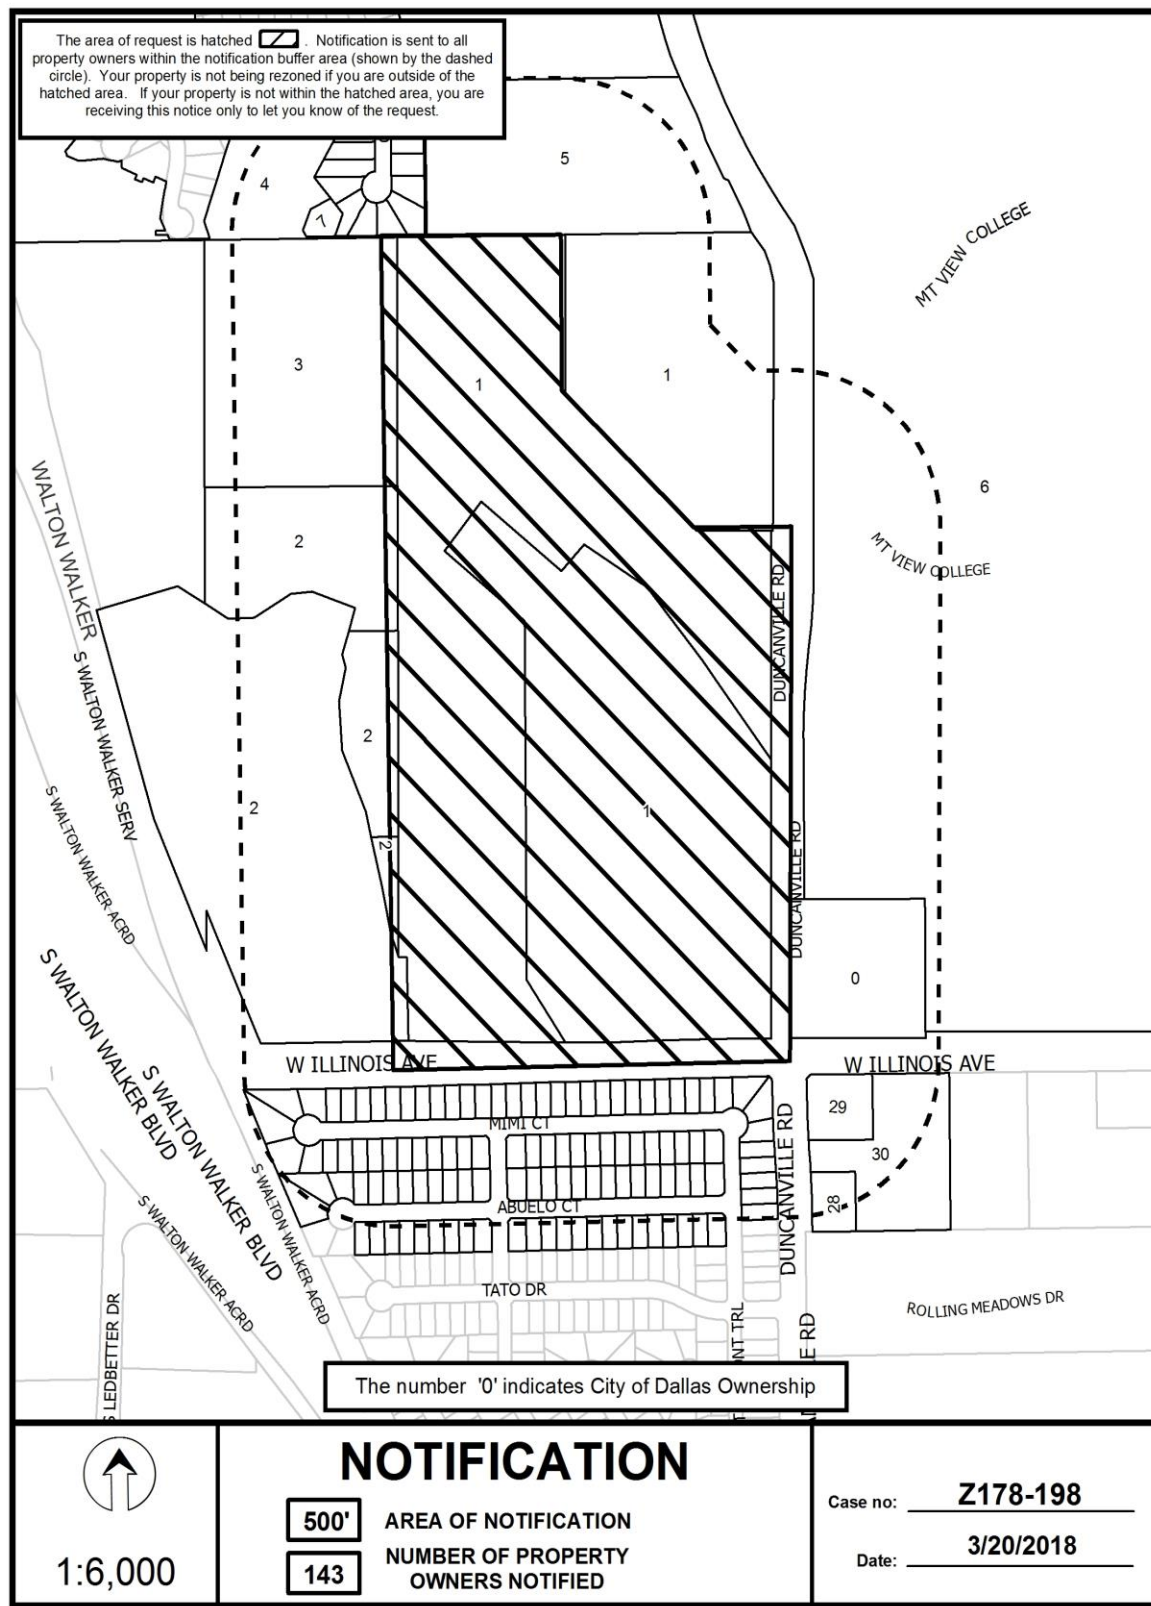 The area of request is hatched . Notification is sent to all
property owners within the notification buffer area (shown by the dashed
circle). Your property is not being rezoned if you are outside of the
hatched area. If your property is not within the hatched area, you are
receiving this notice only to let you know of the request.
5
4
7
MT VIEW COLLEGE
3
1
1
6
WALTON WALKER
2
MT VIEW COLLEGE
DUNCANVILLE RD
S WALTON WALKER SERV
2
2
1
S WALTON WALKER ACRD
2
DUNCANVILLE RD
0
S WALTON WALKER BLVD
W ILLINOIS AVE
W ILLINOIS AVE
S WALTON WALKER BLVD
MIMI CT
29
DUNCANVILLE RD
30
S WALTON WALKER ACRD
ABUELO CT
28
S WALTON WALKER ACRD
TATO DR
ROLLING MEADOWS DR
S LEDBETTER DR
NT TRL
LE RD
The number '0' indicates City of Dallas Ownership
1:6,000
NOTIFICATION
500' AREA OF NOTIFICATION
143 NUMBER OF PROPERTY
OWNERS NOTIFIED
Case no: Z178-198
Date: 3/20/2018